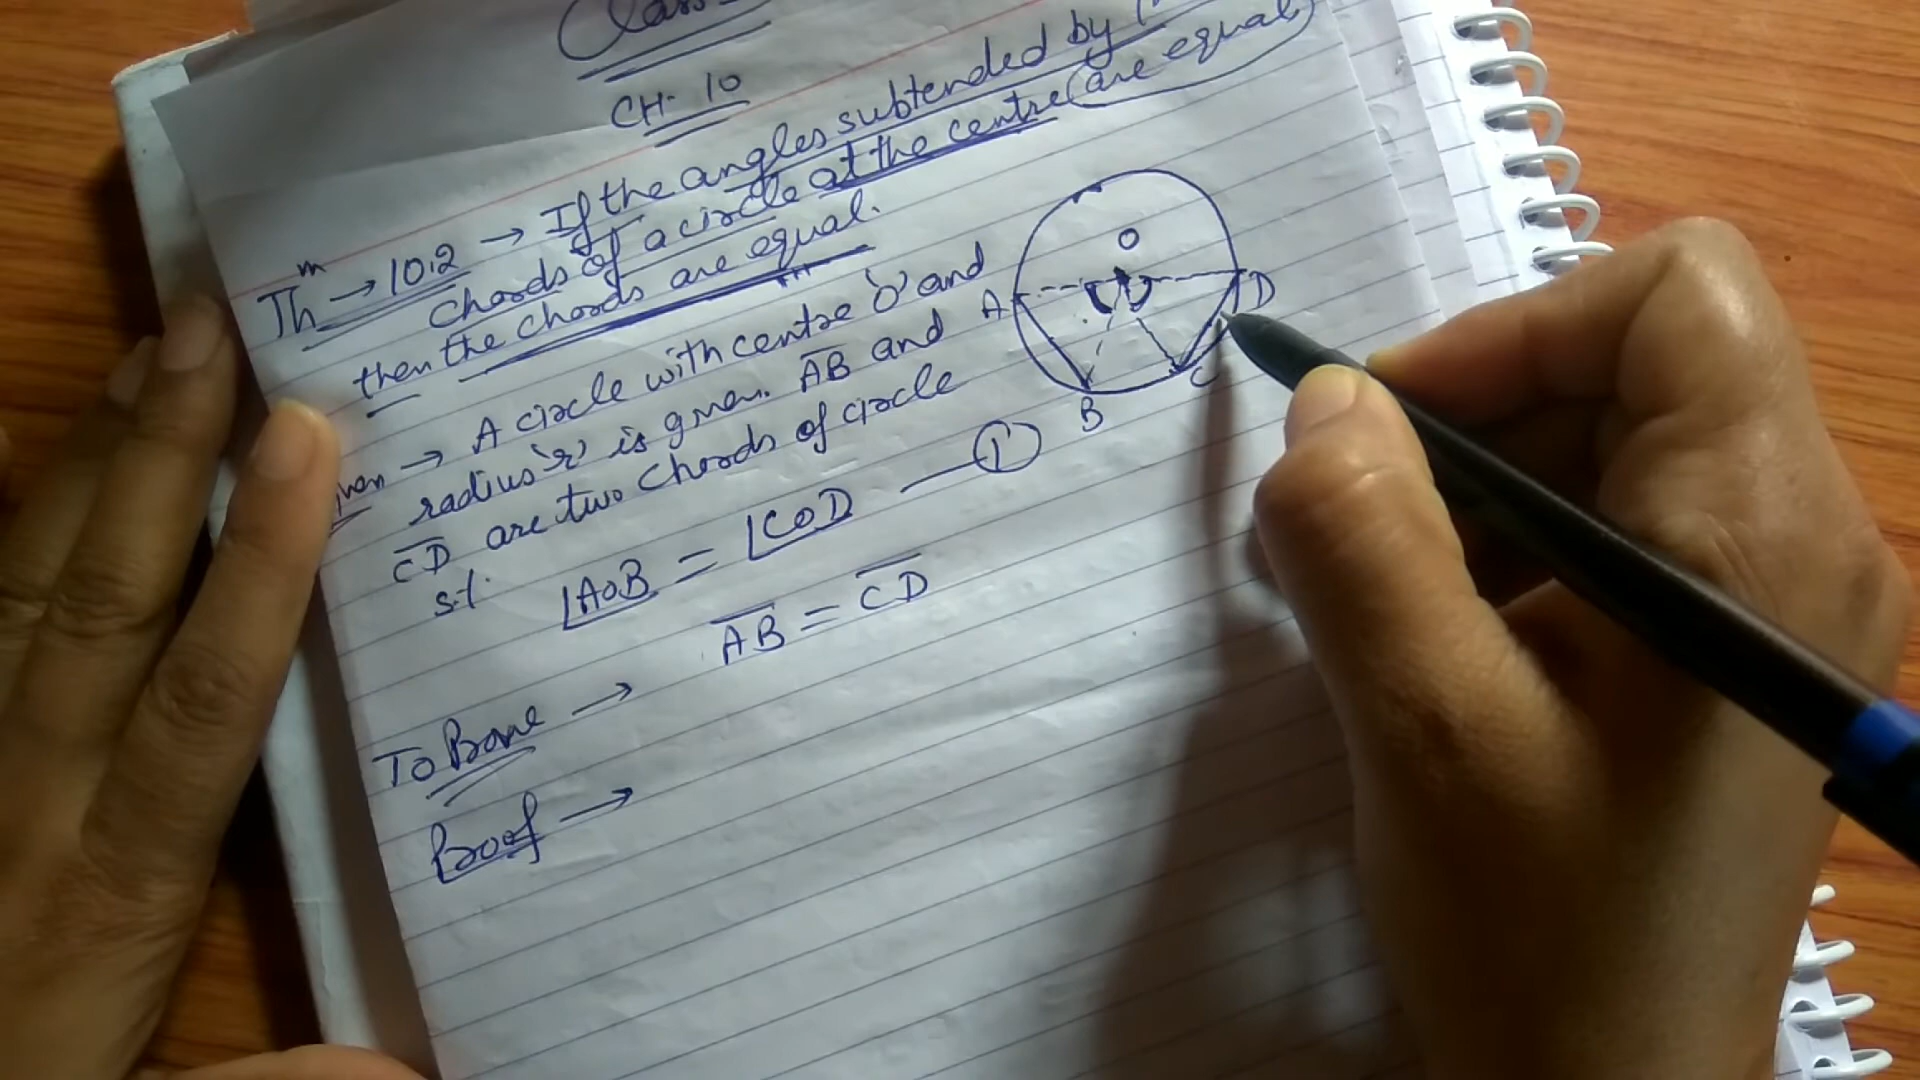 Class
CH- 10
Thm → 10.2 → If the angles subtended by
chords of a circle at the centre (are equal)
then the chords are equal.
→ A circle with centre 'O' and
radius 'r' is given. AB and
CD are two chords of circle
s.t.
∠AOB = ∠COD —①
AB = CD
To Prove →
Proof →
O
A
D
B
C